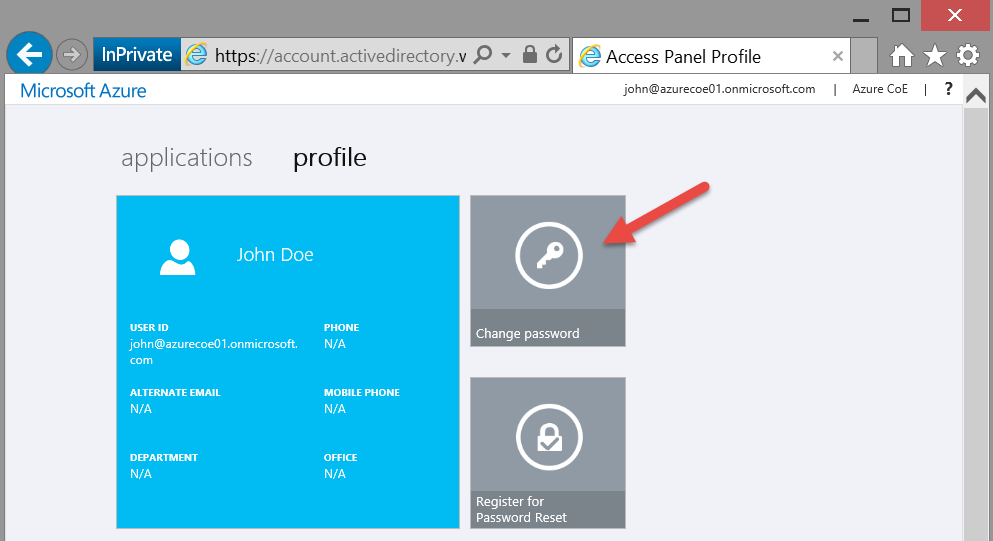 InPrivate
https://account.activedirectory.w
Access Panel Profile
Microsoft Azure
john@azurecoe01.onmicrosoft.com | Azure CoE | ?
applications profile
John Doe
USER ID
john@azurecoe01.onmicrosoft.
com
PHONE
N/A
ALTERNATE EMAIL
N/A
MOBILE PHONE
N/A
DEPARTMENT
N/A
OFFICE
N/A
Change password
Register for
Password Reset